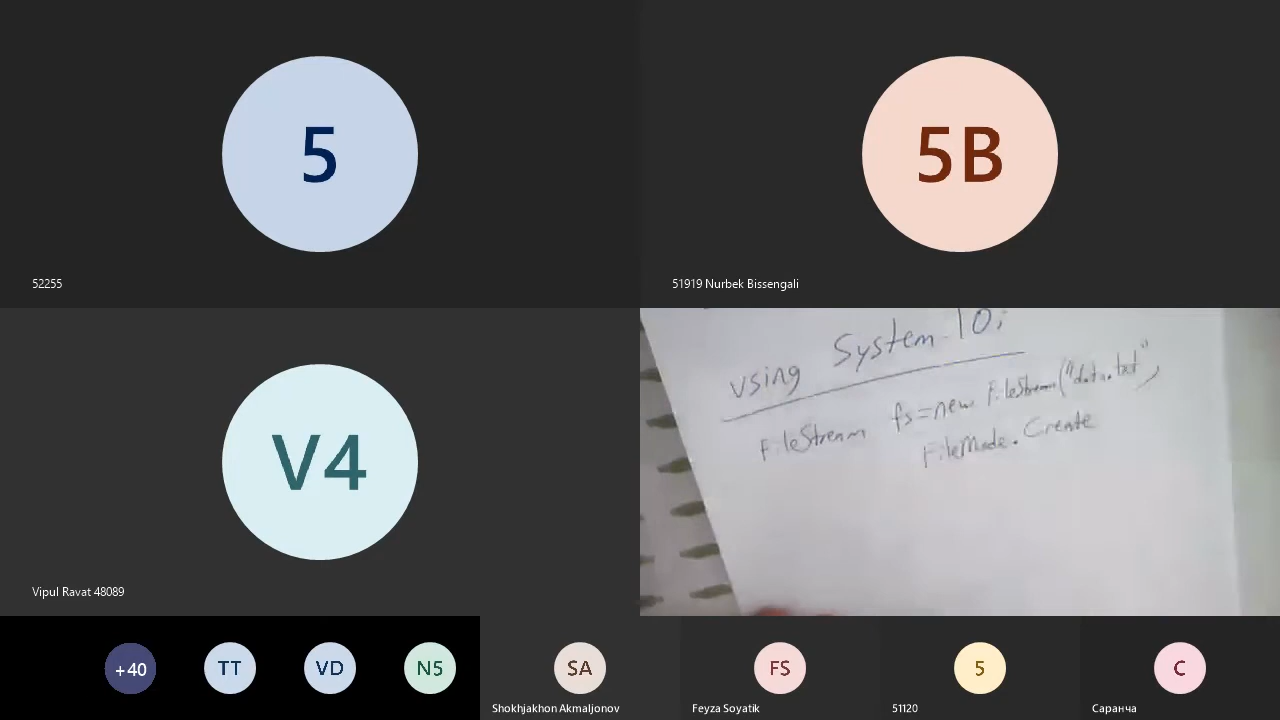 5
52255
5B
51919 Nurbek Bissengali
V4
Vipul Ravat 48089
using System.IO;
FileStream fs=new FileStream("data.txt",
FileMode.Create
+40
TT
VD
N5
SA
Shokhjakhon Akmaljonov
FS
Feyza Soyatik
5
51120
C
Саранча